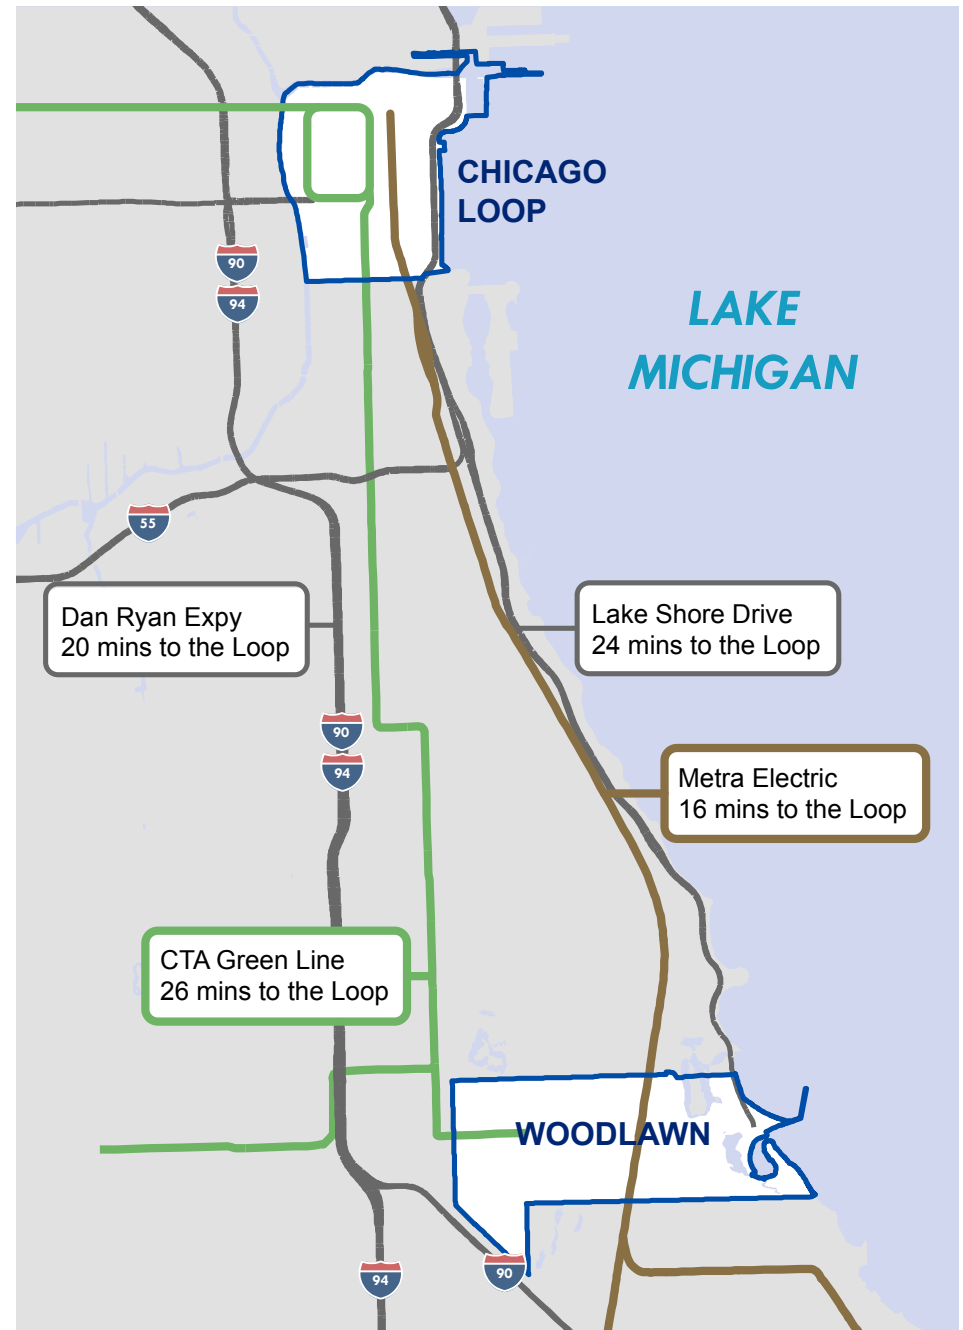 CHICAGO
LOOP
90
94
LAKE
MICHIGAN
55
Dan Ryan Expy
20 mins to the Loop
Lake Shore Drive
24 mins to the Loop
90
94
Metra Electric
16 mins to the Loop
CTA Green Line
26 mins to the Loop
WOODLAWN
94
90